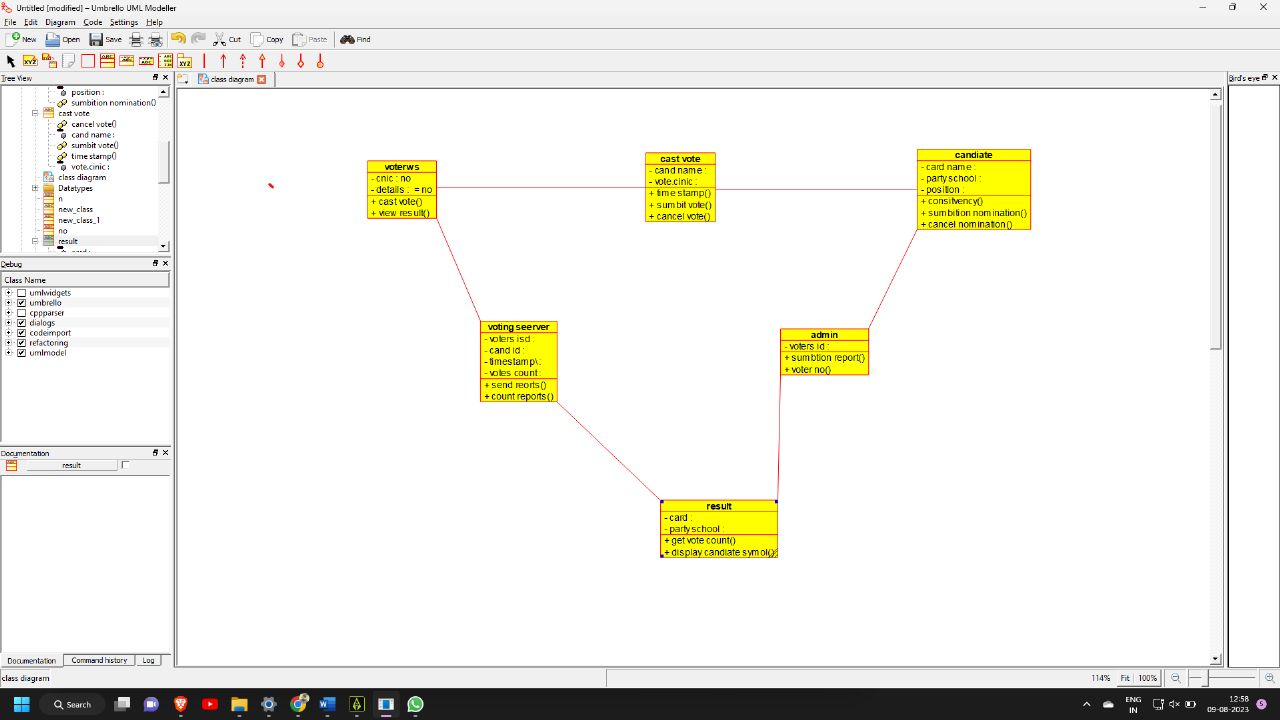 Untitled [modified] – Umbrello UML Modeller
File Edit Diagram Code Settings Help
New Open Save Cut Copy Paste Find
Tree View
class diagram
Bird's eye
position :
sumbition nomination()
cast vote
cancel vote()
cand name :
sumbit vote()
time stamp()
vote.cinic :
class diagram
Datatypes
n
new_class
new_class_1
no
result
Debug
Class Name
umlwidgets
umbrello
cppparser
dialogs
codeimport
refactoring
umlmodel
Documentation
result
Documentation Command history Log
voterws
- cnic : no
- details : = no
+ cast vote()
+ view result()
cast vote
- cand name :
- vote.cinic :
+ time stamp()
+ sumbit vote()
+ cancel vote()
candiate
- card name :
- party school :
- position :
+ consitvency()
+ sumbition nomination()
+ cancel nomination()
voting seerver
- voters isd :
- cand id :
- timestamp\ :
- votes count :
+ send reorts()
+ count reports()
admin
- voters id :
+ sumbtion report()
+ voter no()
result
- card :
- party school :
+ get vote count()
+ display candiate symol()
class diagram
114% Fit 100%
Search
ENG
IN
12:58
09-08-2023